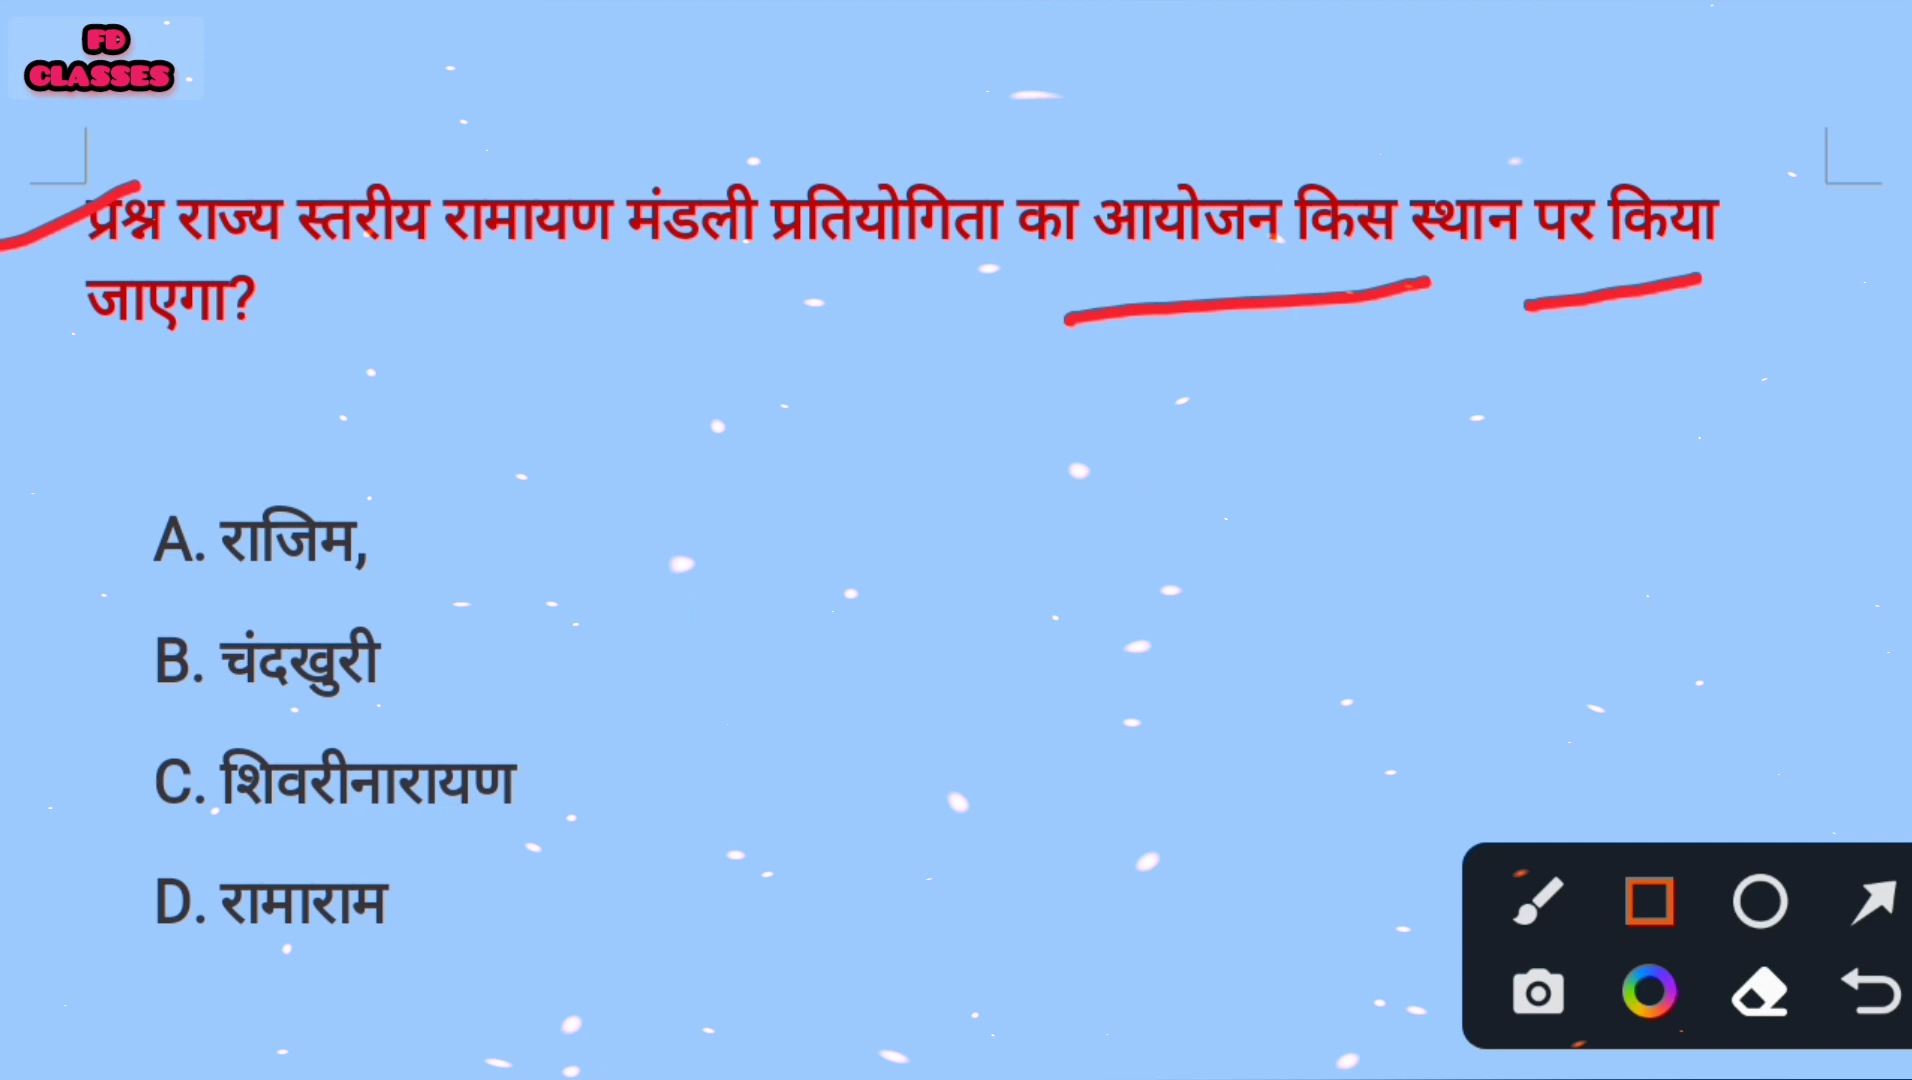 FD
CLASSES
प्रश्न राज्य स्तरीय रामायण मंडली प्रतियोगिता का आयोजन किस स्थान पर किया
जाएगा?
A. राजिम,
B. चंदखुरी
C. शिवरीनारायण
D. रामाराम